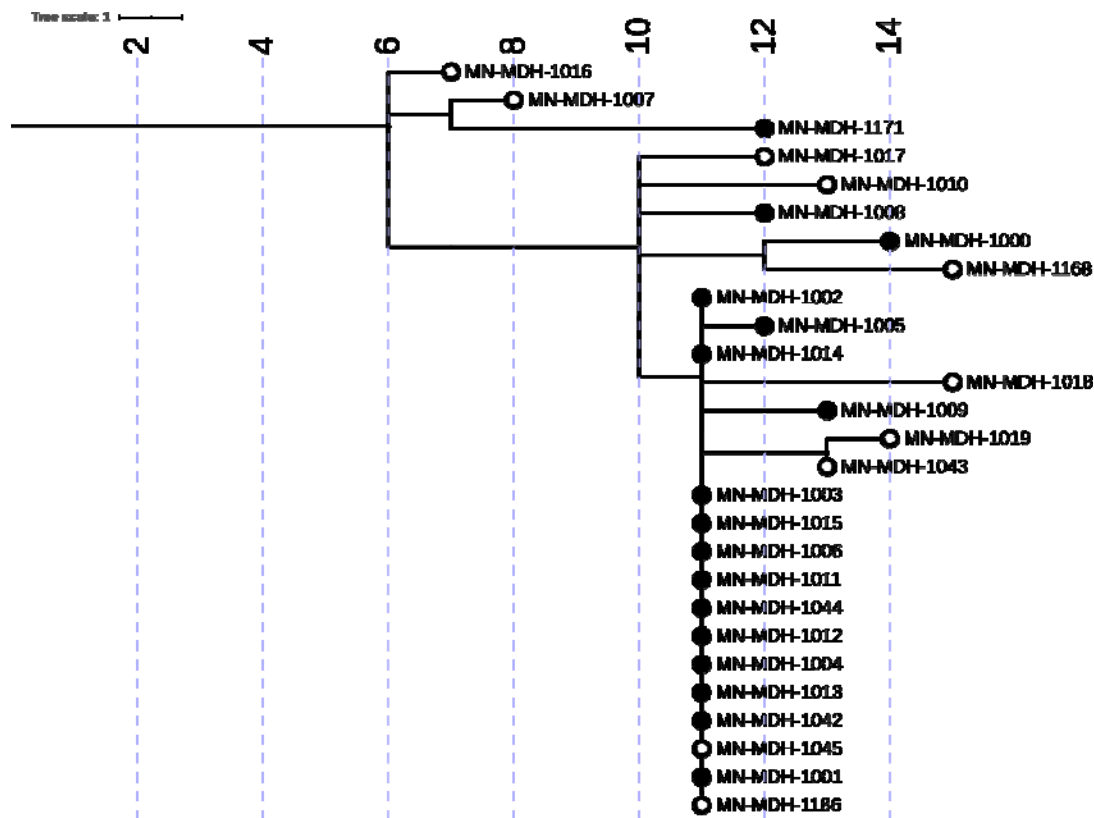 Tree scale: 1
2 4 6 8 10 12 14
MN-MDH-1016
MN-MDH-1007
MN-MDH-1171
MN-MDH-1017
MN-MDH-1010
MN-MDH-1008
MN-MDH-1000
MN-MDH-1168
MN-MDH-1002
MN-MDH-1005
MN-MDH-1014
MN-MDH-1018
MN-MDH-1009
MN-MDH-1019
MN-MDH-1043
MN-MDH-1003
MN-MDH-1015
MN-MDH-1006
MN-MDH-1011
MN-MDH-1044
MN-MDH-1012
MN-MDH-1004
MN-MDH-1013
MN-MDH-1042
MN-MDH-1045
MN-MDH-1001
MN-MDH-1186